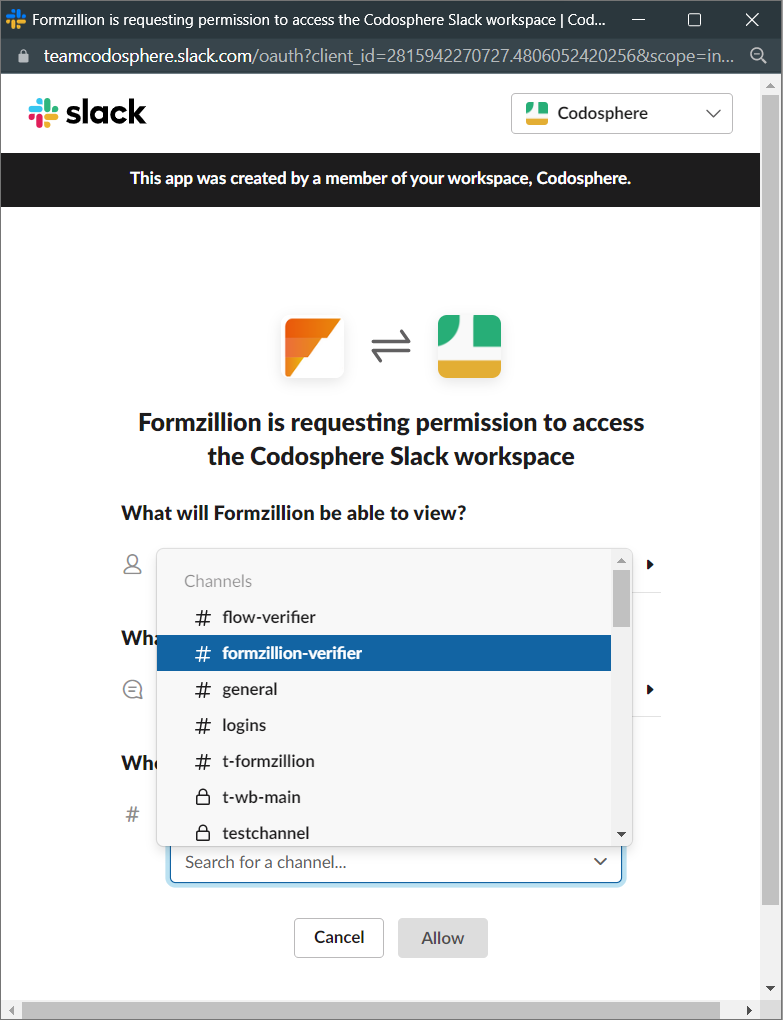 Formzillion is requesting permission to access the Codosphere Slack workspace | Cod...
teamcodosphere.slack.com/oauth?client_id=2815942270727.4806052420256&scope=in...
slack
Codosphere
This app was created by a member of your workspace, Codosphere.
Formzillion is requesting permission to access
the Codosphere Slack workspace
What will Formzillion be able to view?
Channels
# flow-verifier
Wha
# formzillion-verifier
# general
# logins
# t-formzillion
Whe
t-wb-main
#
testchannel
Search for a channel...
Cancel
Allow